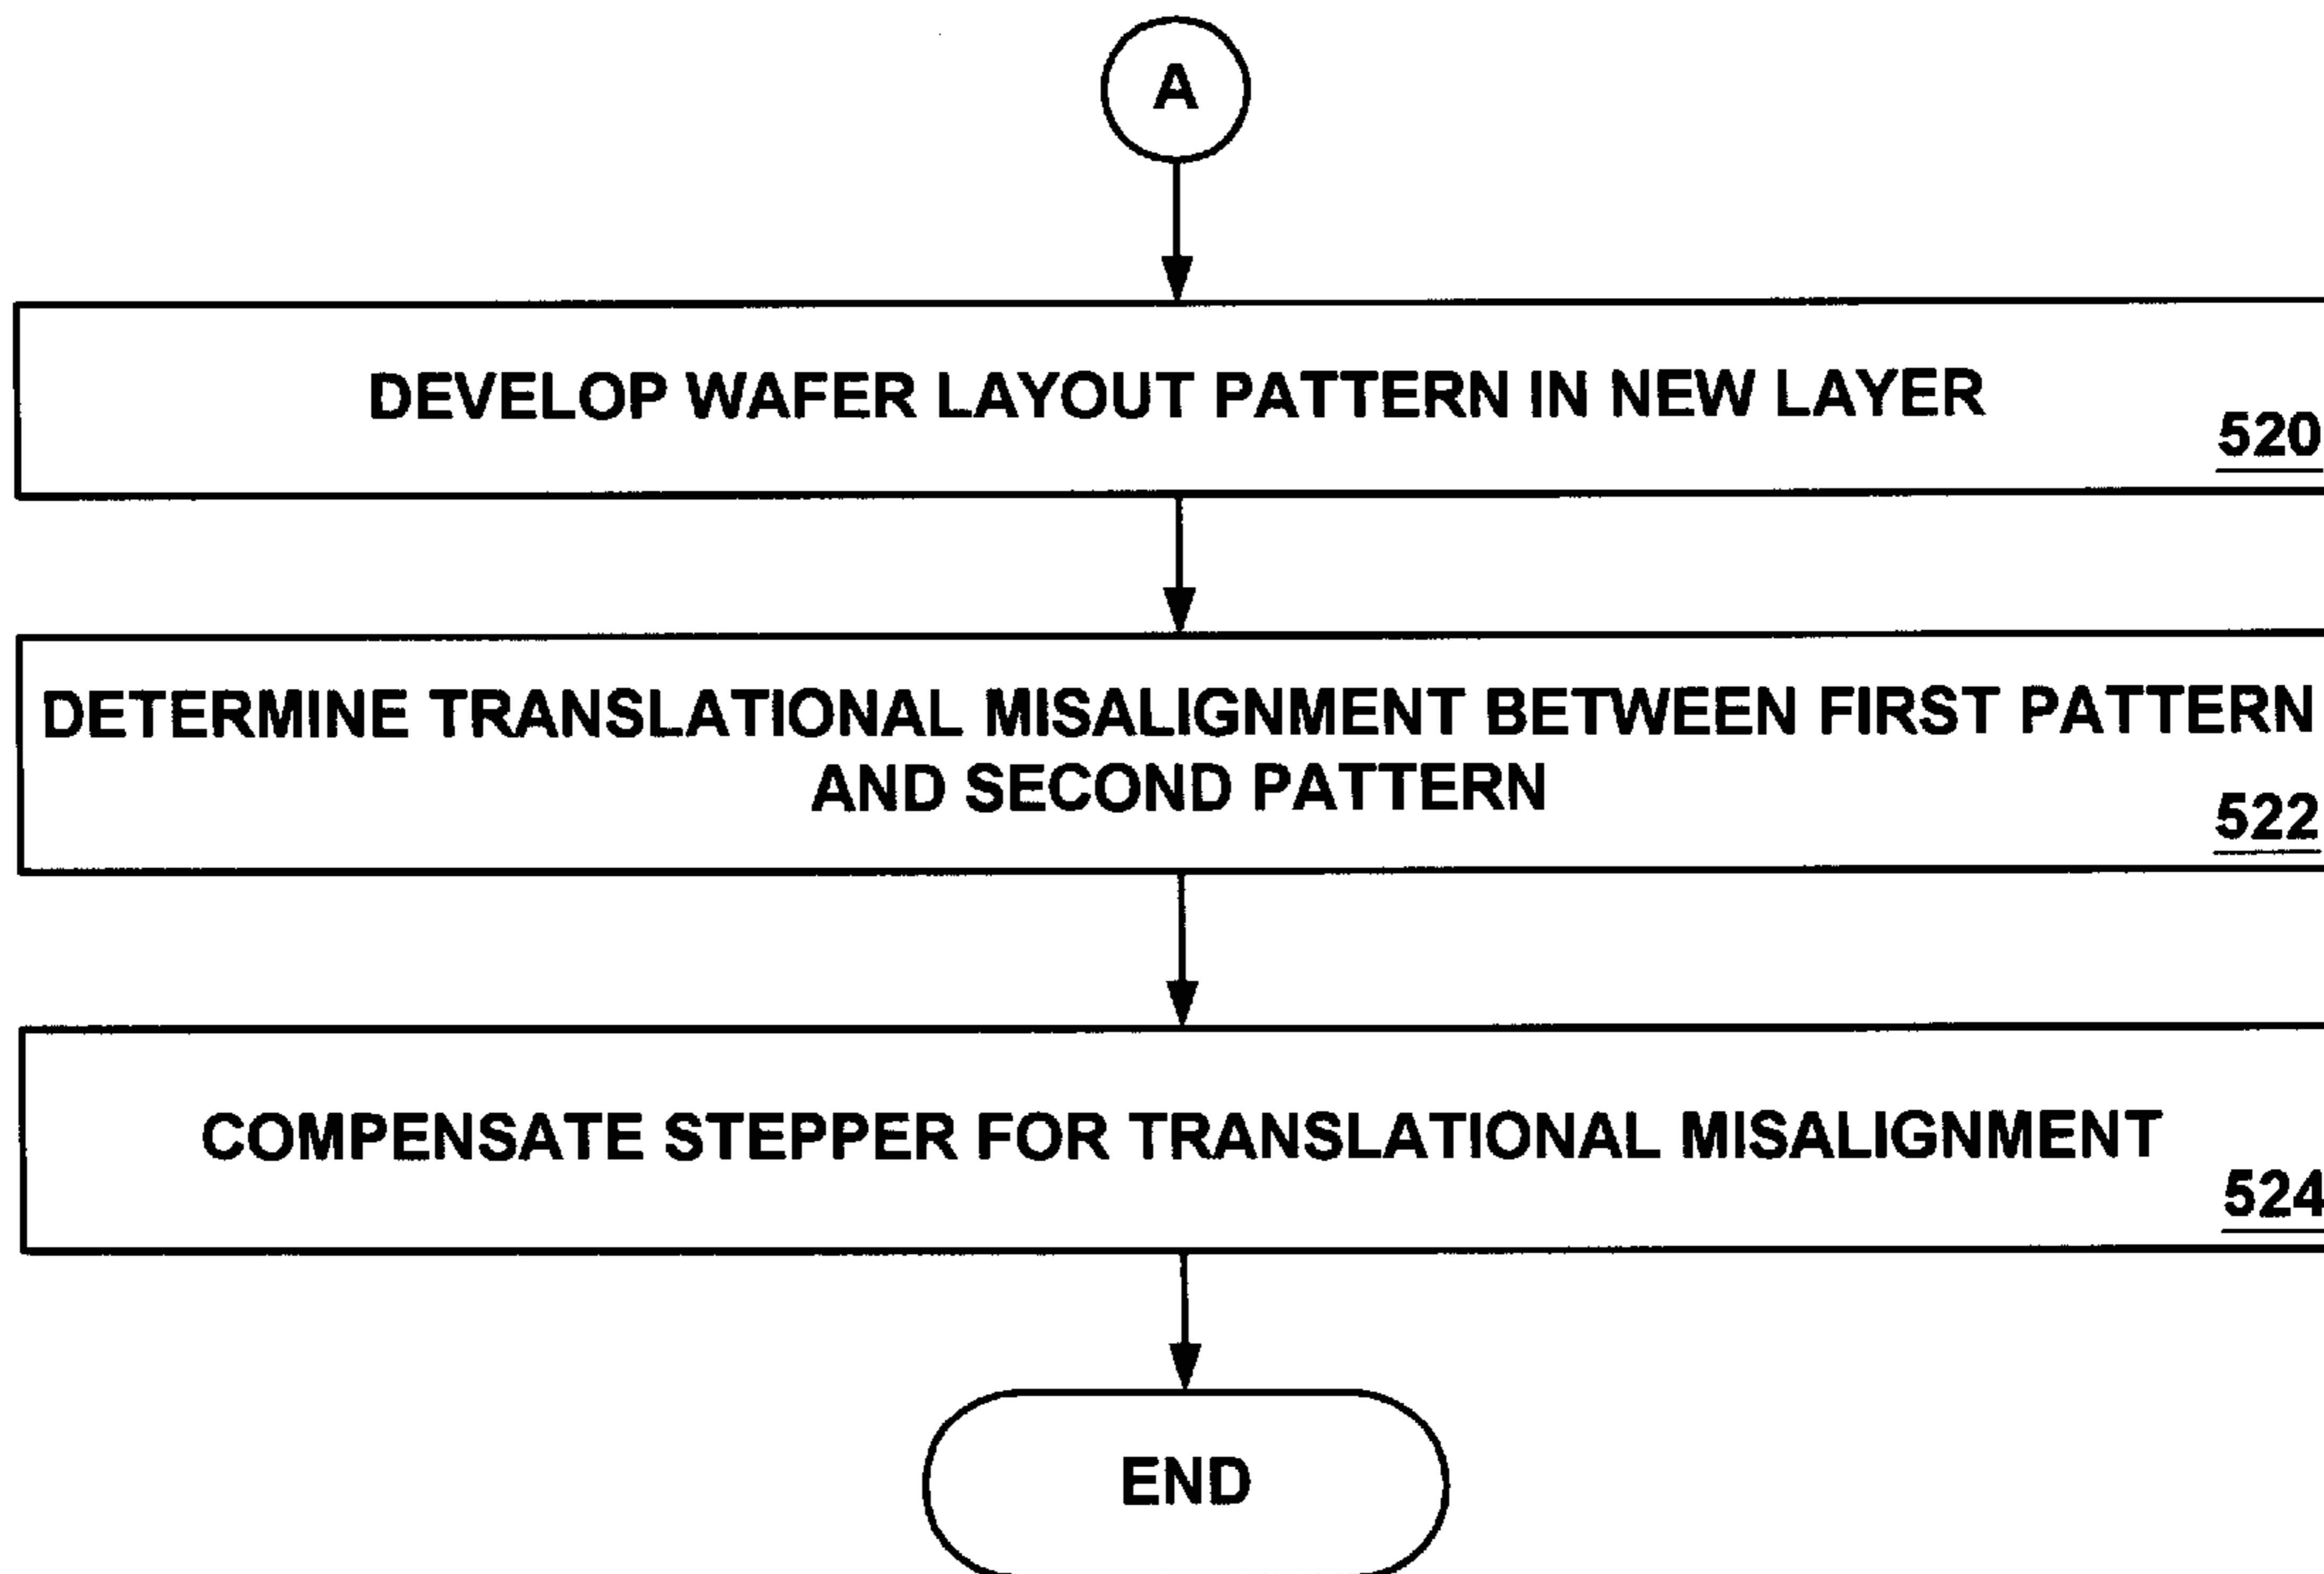 A
DEVELOP WAFER LAYOUT PATTERN IN NEW LAYER
520
DETERMINE TRANSLATIONAL MISALIGNMENT BETWEEN FIRST PATTERN
AND SECOND PATTERN
522
COMPENSATE STEPPER FOR TRANSLATIONAL MISALIGNMENT
524
END